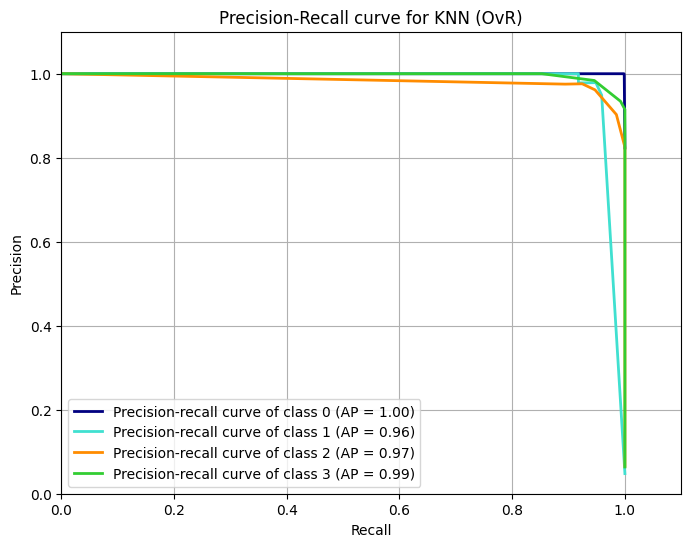 Precision-Recall curve for KNN (OvR)
Precision
1.0
0.8
0.6
0.4
0.2
0.0
Precision-recall curve of class 0 (AP = 1.00)
Precision-recall curve of class 1 (AP = 0.96)
Precision-recall curve of class 2 (AP = 0.97)
Precision-recall curve of class 3 (AP = 0.99)
0.0 0.2 0.4 0.6 0.8 1.0
Recall